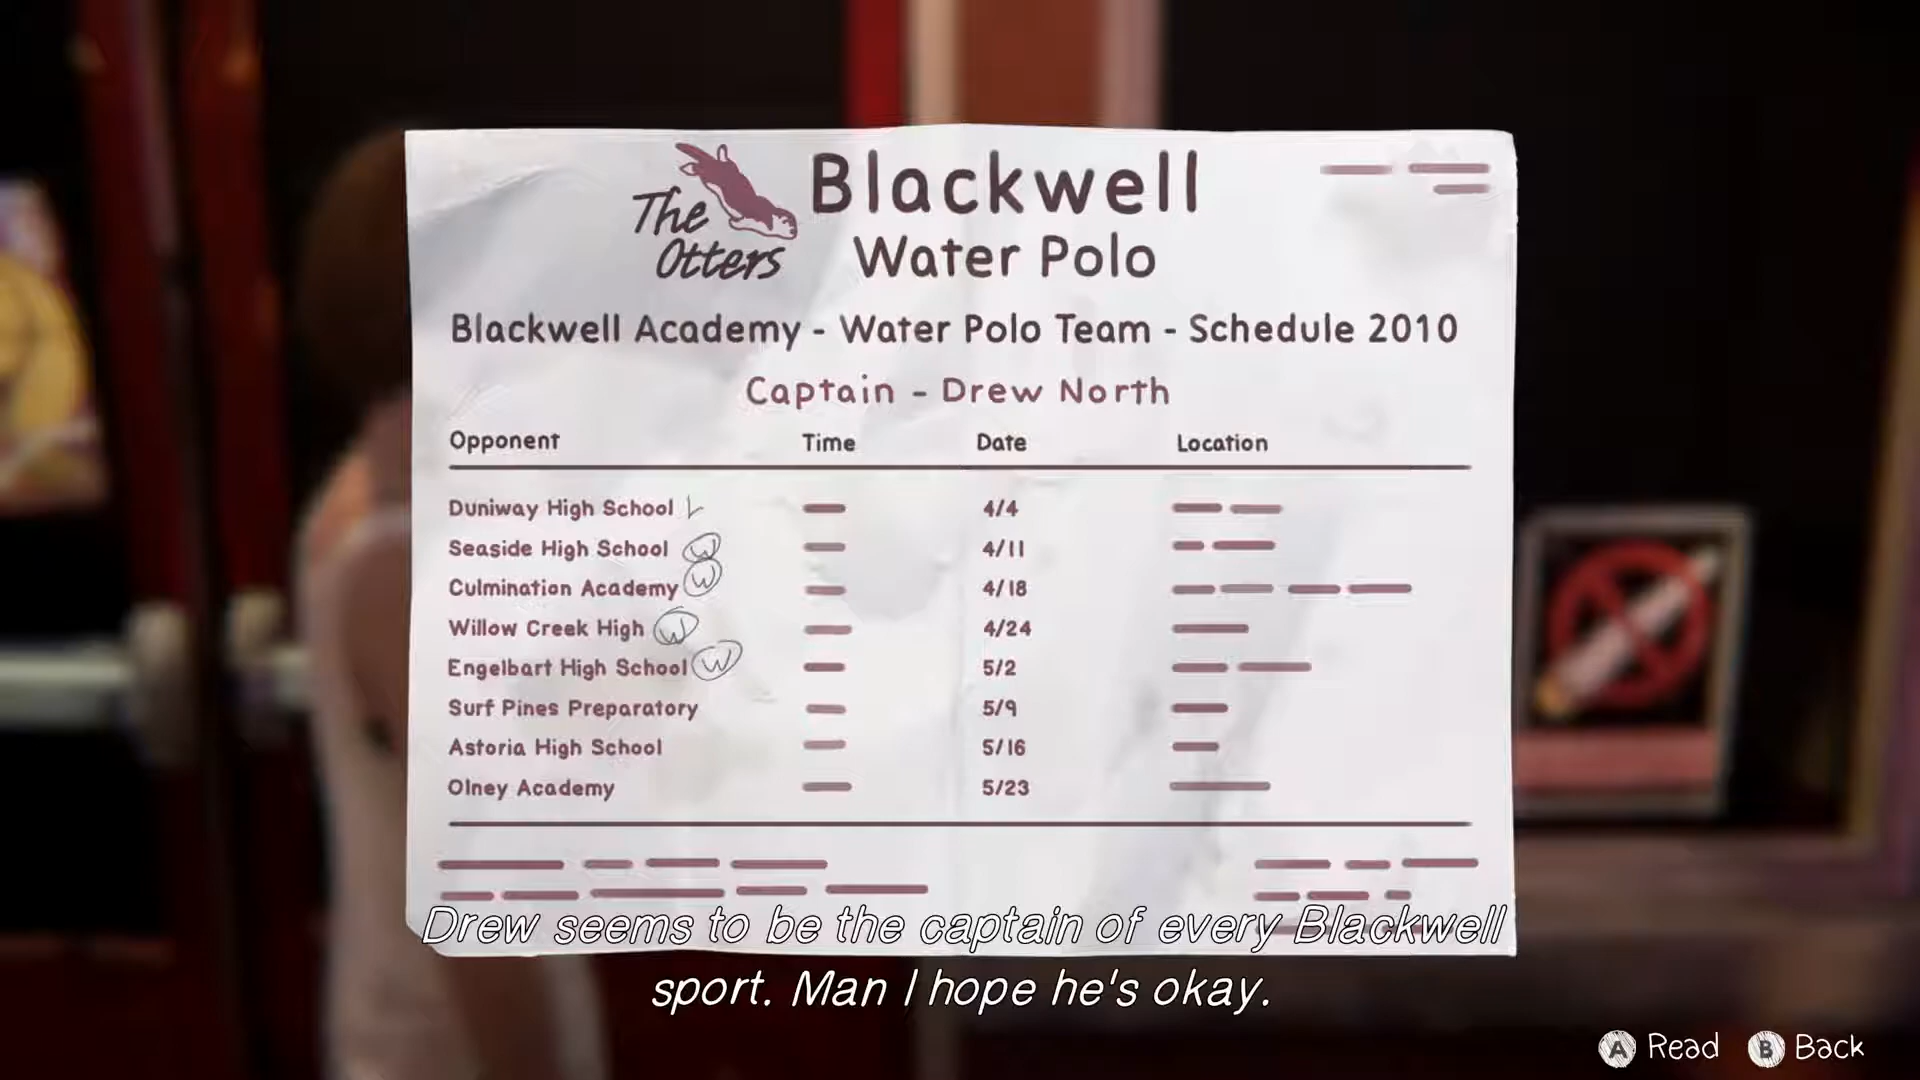 The Otters
Blackwell
Water Polo
Blackwell Academy - Water Polo Team - Schedule 2010
Captain - Drew North
Opponent Time Date Location
Duniway High School L 4/4
Seaside High School W 4/11
Culmination Academy W 4/18
Willow Creek High W 4/24
Engelbart High School W 5/2
Surf Pines Preparatory 5/9
Astoria High School 5/16
Olney Academy 5/23
Drew seems to be the captain of every Blackwell
sport. Man I hope he's okay.
A Read B Back